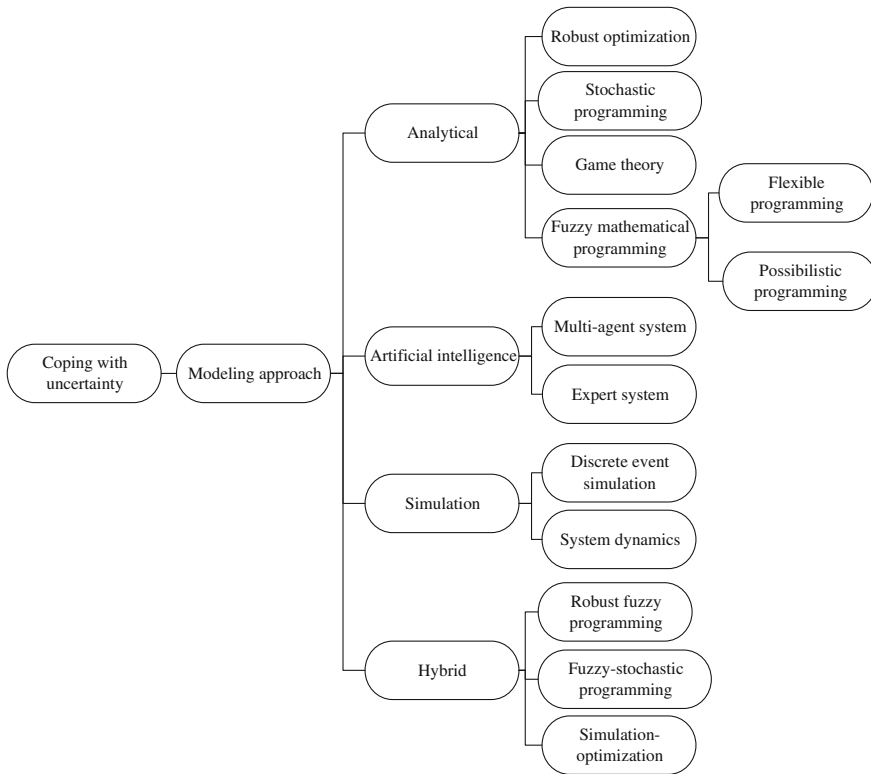 Coping with
uncertainty
Modeling approach
Analytical
Robust optimization
Stochastic
programming
Game theory
Fuzzy mathematical
programming
Flexible
programming
Possibilistic
programming
Artificial intelligence
Multi-agent system
Expert system
Simulation
Discrete event
simulation
System dynamics
Hybrid
Robust fuzzy
programming
Fuzzy-stochastic
programming
Simulation-
optimization